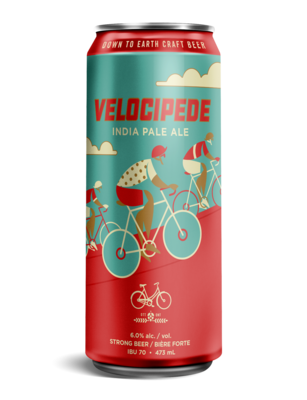 DOWN TO EARTH CRAFT BEER
VELOCIPEDE
INDIA PALE ALE
6.0% alc. / vol.
STRONG BEER / BIÈRE FORTE
IBU 70 • 473 mL